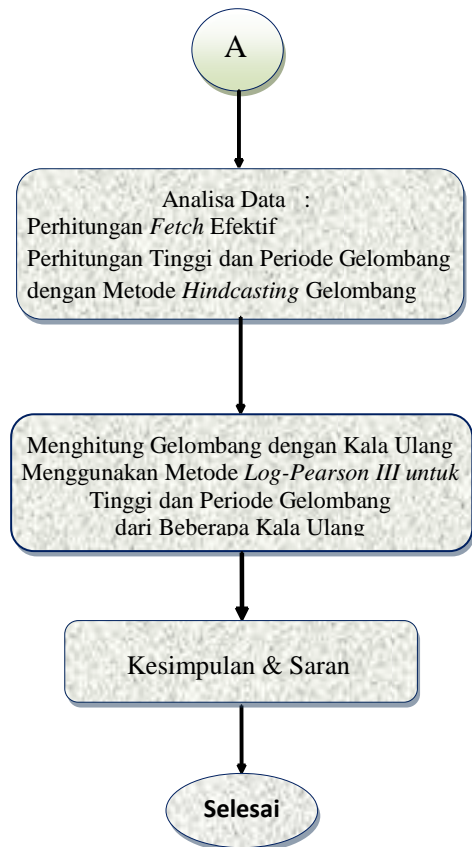 A
Analisa Data :
Perhitungan Fetch Efektif
Perhitungan Tinggi dan Periode Gelombang
dengan Metode Hindcasting Gelombang
Menghitung Gelombang dengan Kala Ulang
Menggunakan Metode Log-Pearson III untuk
Tinggi dan Periode Gelombang
dari Beberapa Kala Ulang
Kesimpulan & Saran
Selesai